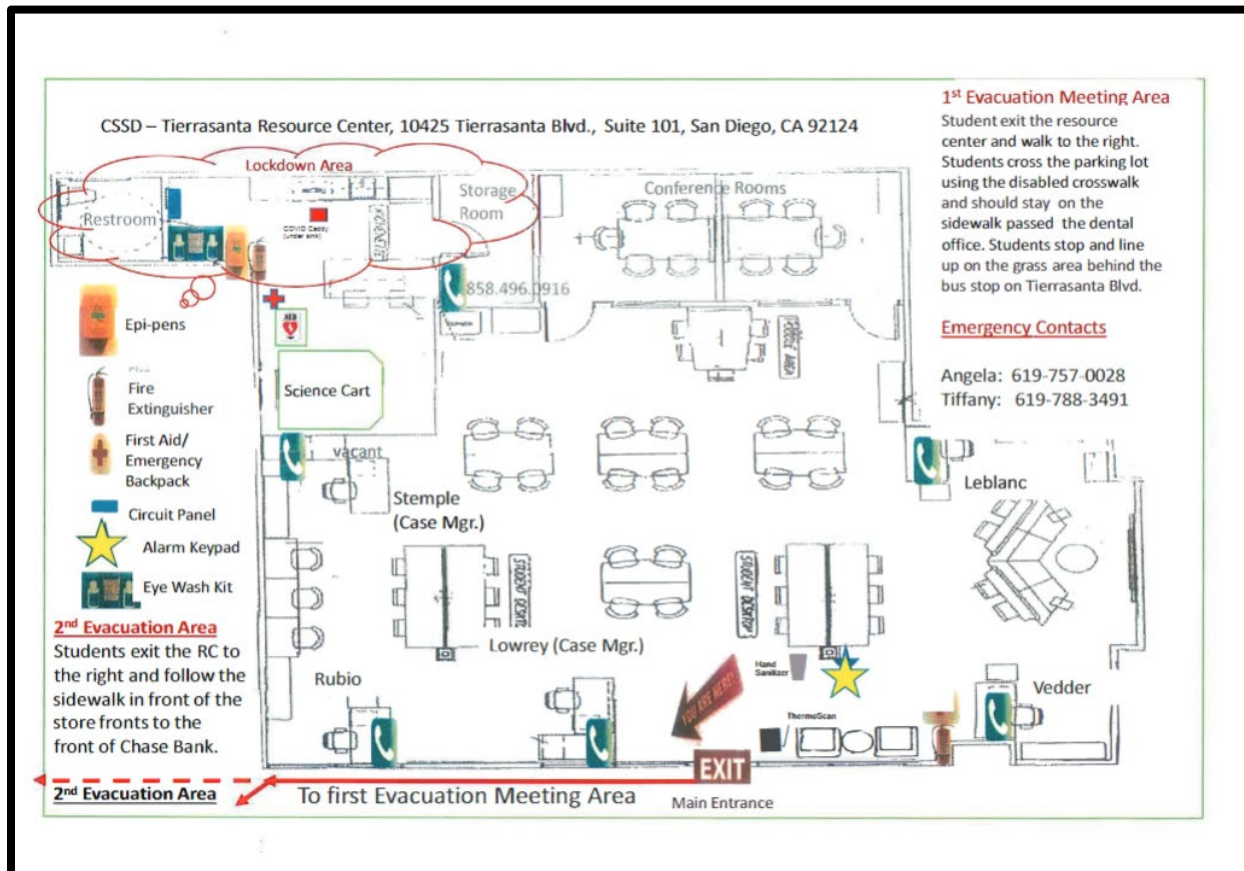 CSSD – Tierrasanta Resource Center, 10425 Tierrasanta Blvd., Suite 101, San Diego, CA 92124
1st Evacuation Meeting Area
Student exit the resource
center and walk to the right.
Students cross the parking lot
using the disabled crosswalk
and should stay on the
sidewalk passed the dental
office. Students stop and line
up on the grass area behind the
bus stop on Tierrasanta Blvd.
Emergency Contacts
Angela: 619-757-0028
Tiffany: 619-788-3491
Lockdown Area
Restroom
COVID Caddy
(under sink)
Storage
Room
Conference Rooms
858.496.0916
AED
Science Cart
vacant
Stemple
(Case Mgr.)
Leblanc
STUDENT DESKTOP
Lowrey (Case Mgr.)
Rubio
Hand
Sanitizer
YOU ARE HERE!
ThermoScan
Vedder
EXIT
Main Entrance
Epi-pens
Fire
Extinguisher
First Aid/
Emergency
Backpack
Circuit Panel
Alarm Keypad
Eye Wash Kit
2nd Evacuation Area
Students exit the RC to
the right and follow the
sidewalk in front of the
store fronts to the
front of Chase Bank.
2nd Evacuation Area
To first Evacuation Meeting Area